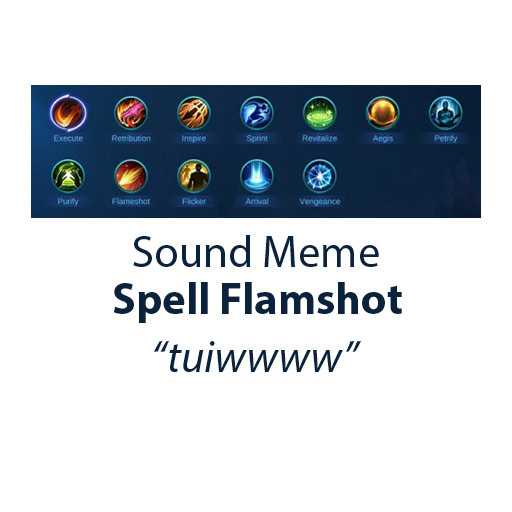 Execute Retribution Inspire Sprint Revitalize Aegis Petrify
Purify Flameshot Flicker Arrival Vengeance
Sound Meme
Spell Flamshot
“tuiwwww”